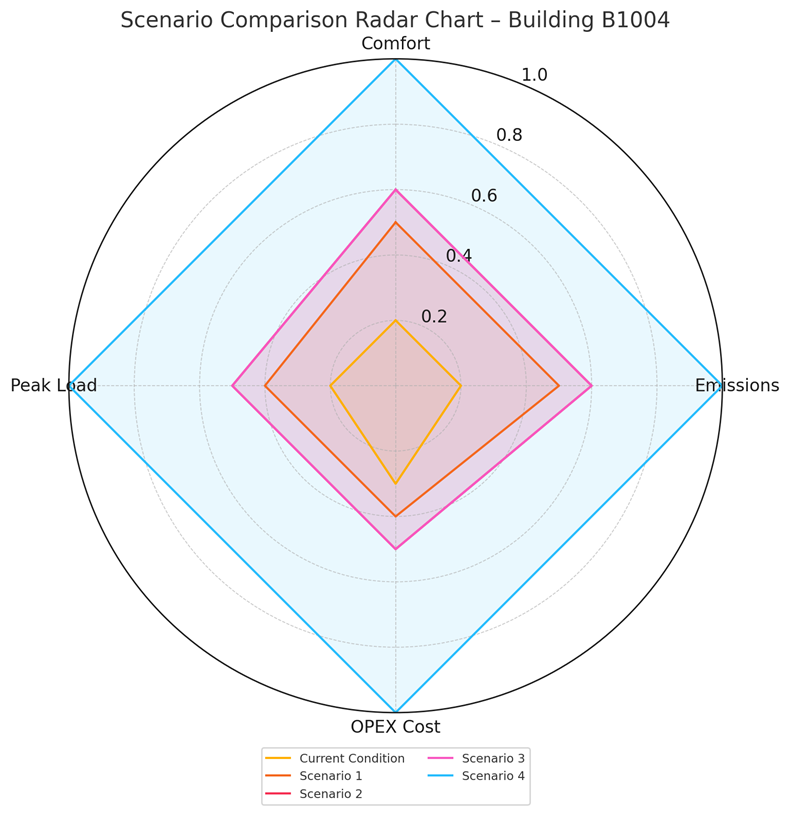 Scenario Comparison Radar Chart – Building B1004
Comfort
1.0
0.8
0.6
0.4
0.2
Peak Load
Emissions
OPEX Cost
Current Condition
Scenario 1
Scenario 2
Scenario 3
Scenario 4